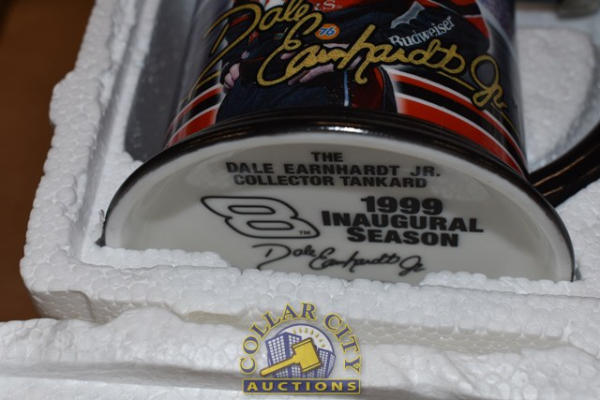 Dale Earnhardt Jr.
76
Budweiser
THE
DALE EARNHARDT JR.
COLLECTOR TANKARD
8 TM
1999
INAUGURAL
SEASON
Dale Earnhardt Jr.
COLLAR CITY
AUCTIONS